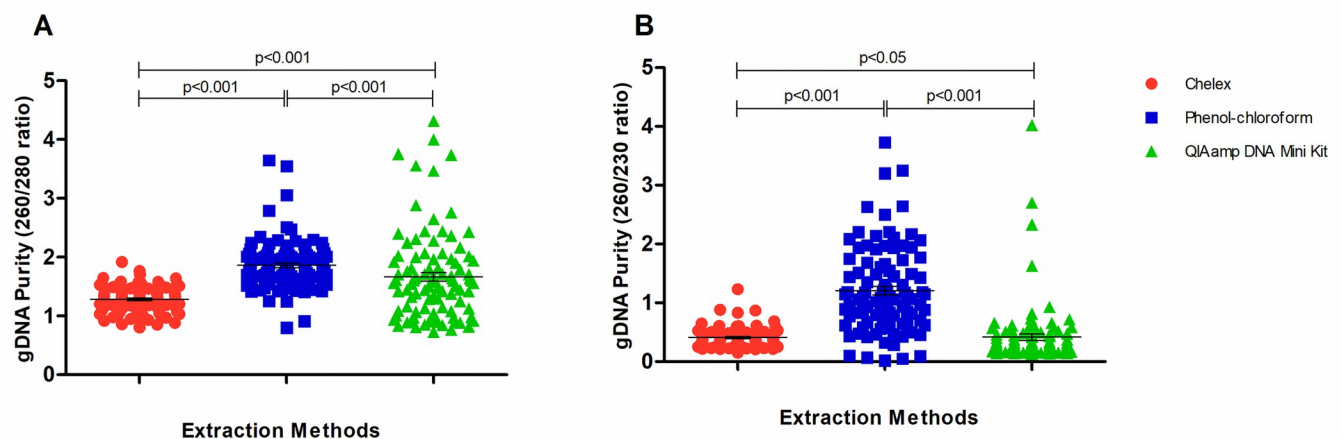 A
p<0.001
p<0.001
p<0.001
gDNA Purity (260/280 ratio)
5
4
3
2
1
0
Extraction Methods
B
p<0.05
p<0.001
p<0.001
gDNA Purity (260/230 ratio)
5
4
3
2
1
0
Extraction Methods
Chelex
Phenol-chloroform
QIAamp DNA Mini Kit